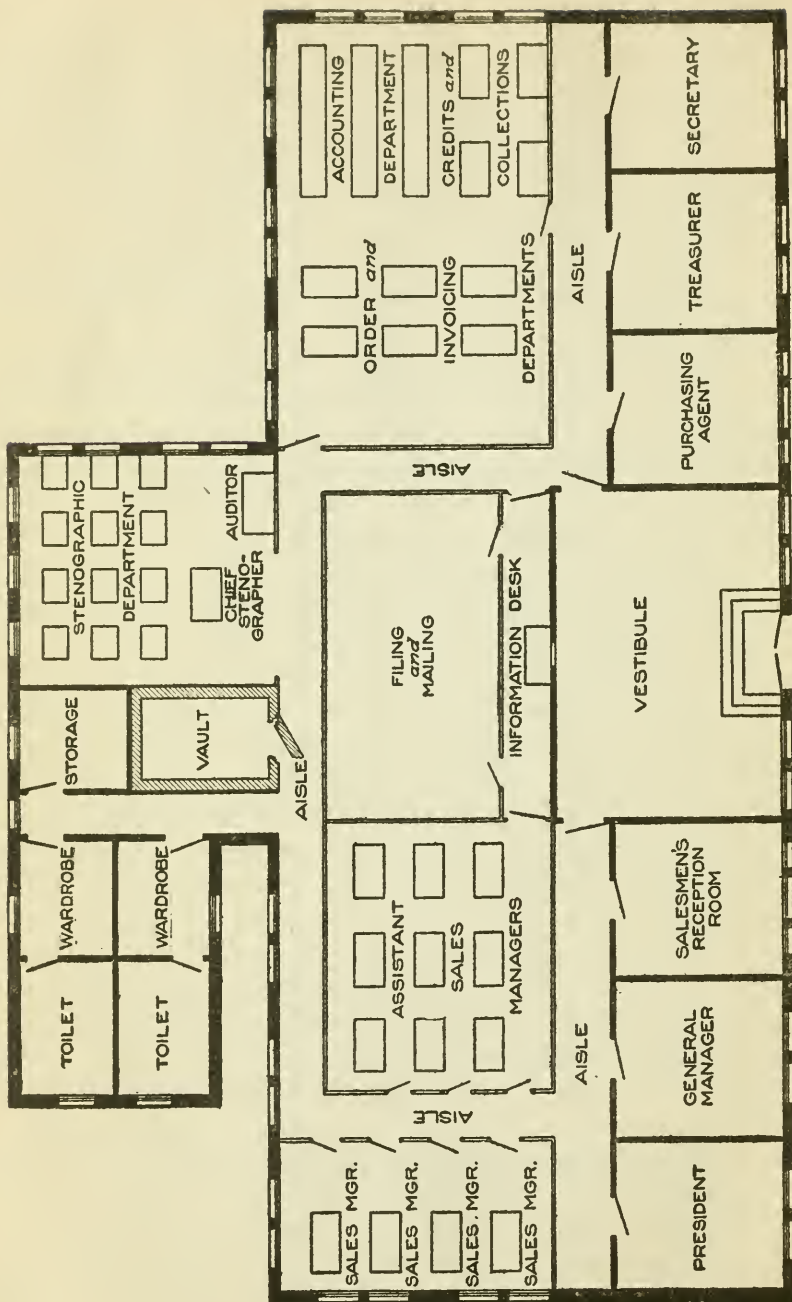 TOILET
WARDROBE
STORAGE
TOILET
WARDROBE
VAULT
STENOGRAPHIC
DEPARTMENT
CHIEF
STENO-
GRAPHER
AUDITOR
AISLE
SALES MGR.
SALES MGR.
SALES MGR.
SALES MGR.
AISLE
ASSISTANT
SALES
MANAGERS
FILING
and
MAILING
INFORMATION DESK
AISLE
ORDER and
INVOICING
DEPARTMENTS
ACCOUNTING
DEPARTMENT
CREDITS and
COLLECTIONS
AISLE
AISLE
PRESIDENT
GENERAL
MANAGER
SALESMEN'S
RECEPTION
ROOM
VESTIBULE
PURCHASING
AGENT
TREASURER
SECRETARY